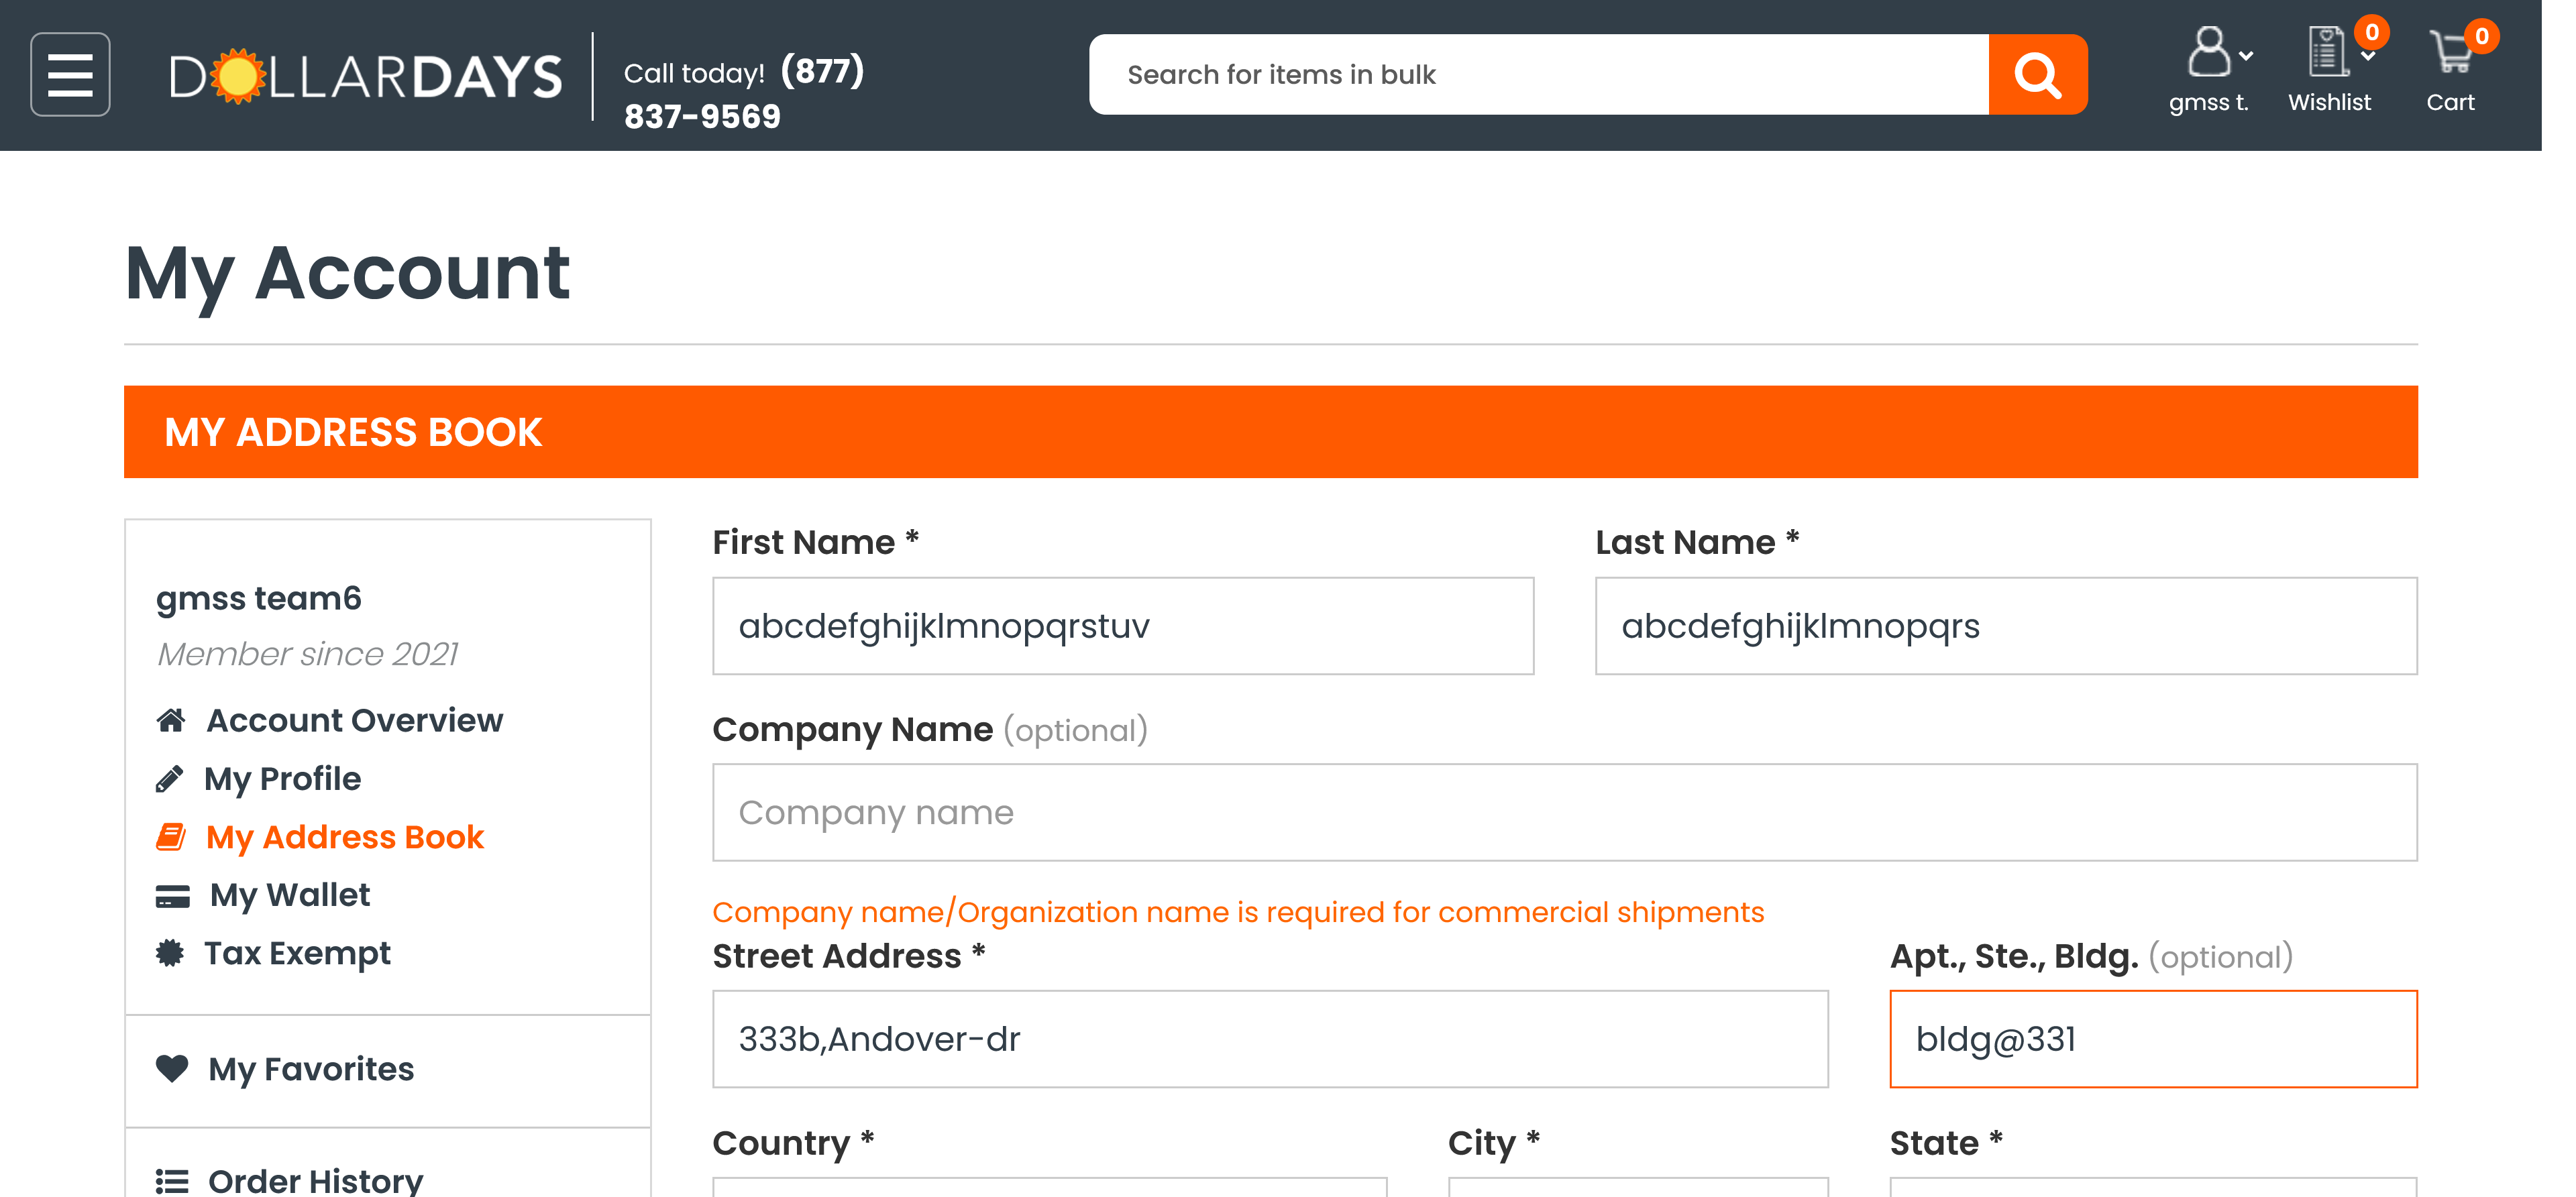 DOLLARDAYS
Call today! (877)
837-9569
Search for items in bulk
gmss t.
0
Wishlist
0
Cart
My Account
MY ADDRESS BOOK
gmss team6
Member since 2021
Account Overview
My Profile
My Address Book
My Wallet
Tax Exempt
My Favorites
Order History
First Name *
Last Name *
abcdefghijklmnopqrstuv
abcdefghijklmnopqrs
Company Name (optional)
Company name
Company name/Organization name is required for commercial shipments
Street Address *
Apt., Ste., Bldg. (optional)
333b,Andover-dr
bldg@331
Country *
City *
State *